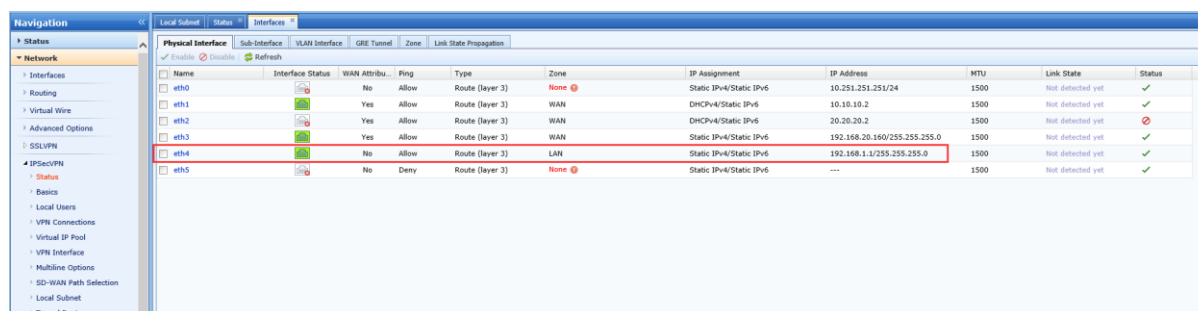 Navigation «
Local Subnet Status × Interfaces ×
Status
Physical Interface Sub-Interface VLAN Interface GRE Tunnel Zone Link State Propagation
Network
Enable Disable Refresh
Interfaces
Routing
Virtual Wire
Advanced Options
SSLVPN
IPSecVPN
Status
Basics
Local Users
VPN Connections
Virtual IP Pool
VPN Interface
Multiline Options
SD-WAN Path Selection
Local Subnet
Name Interface Status WAN Attribu... Ping Type Zone IP Assignment IP Address MTU Link State Status
eth0 No Allow Route (layer 3) None Static IPv4/Static IPv6 10.251.251.251/24 1500 Not detected yet
eth1 Yes Allow Route (layer 3) WAN DHCPv4/Static IPv6 10.10.10.2 1500 Not detected yet
eth2 Yes Allow Route (layer 3) WAN DHCPv4/Static IPv6 20.20.20.2 1500 Not detected yet
eth3 Yes Allow Route (layer 3) WAN Static IPv4/Static IPv6 192.168.20.160/255.255.255.0 1500 Not detected yet
eth4 No Allow Route (layer 3) LAN Static IPv4/Static IPv6 192.168.1.1/255.255.255.0 1500 Not detected yet
eth5 No Deny Route (layer 3) None Static IPv4/Static IPv6 --- 1500 Not detected yet